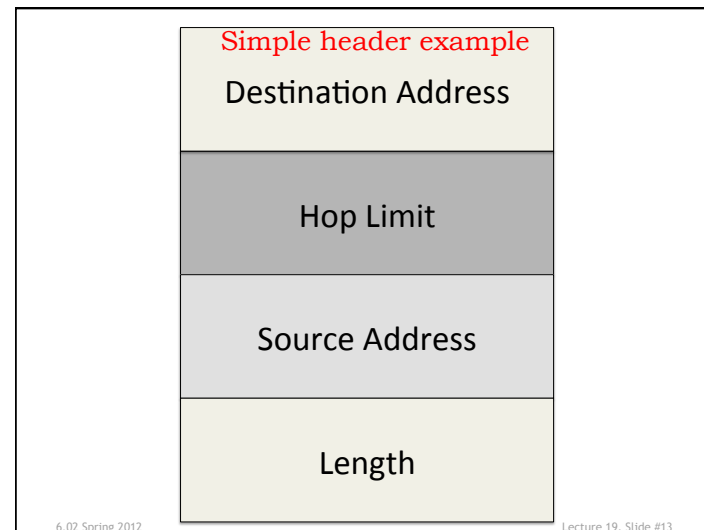 Simple header example
Destination Address
Hop Limit
Source Address
Length
6.02 Spring 2012
Lecture 19, Slide #13